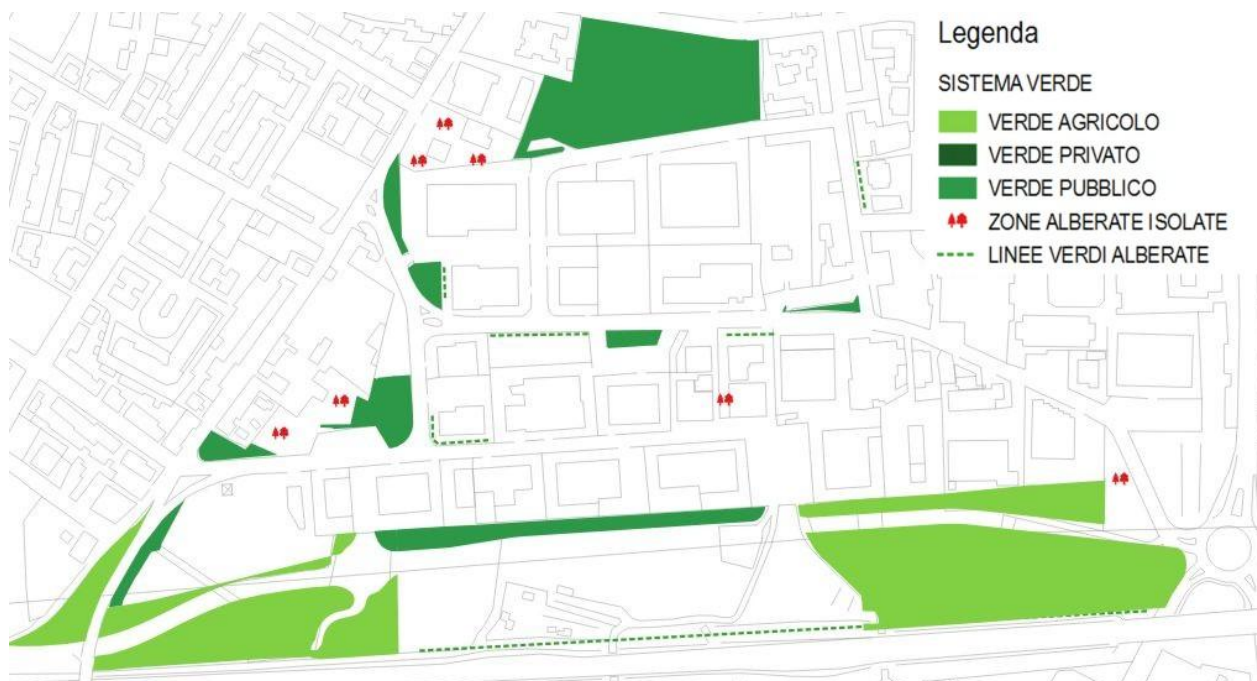 Legenda
SISTEMA VERDE
VERDE AGRICOLO
VERDE PRIVATO
VERDE PUBBLICO
ZONE ALBERATE ISOLATE
LINEE VERDI ALBERATE